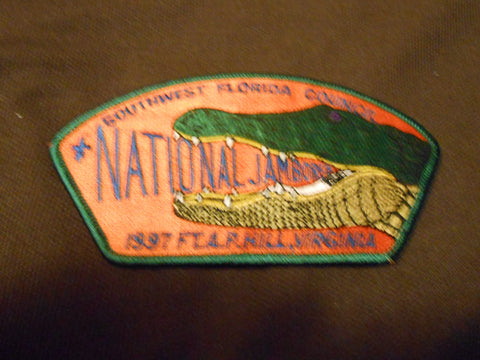 SOUTHWEST FLORIDA COUNCIL
NATIONAL JAMBOREE
1997 FT.A.P. HILL, VIRGINIA